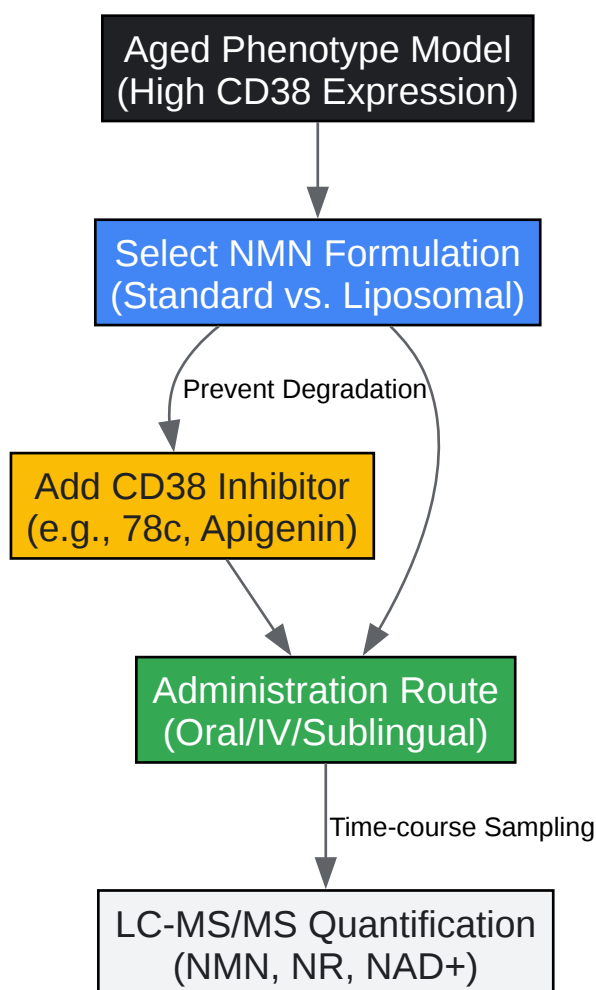 Aged Phenotype Model
(High CD38 Expression)
Select NMN Formulation
(Standard vs. Liposomal)
Prevent Degradation
Add CD38 Inhibitor
(e.g., 78c, Apigenin)
Administration Route
(Oral/IV/Sublingual)
Time-course Sampling
LC-MS/MS Quantification
(NMN, NR, NAD+)